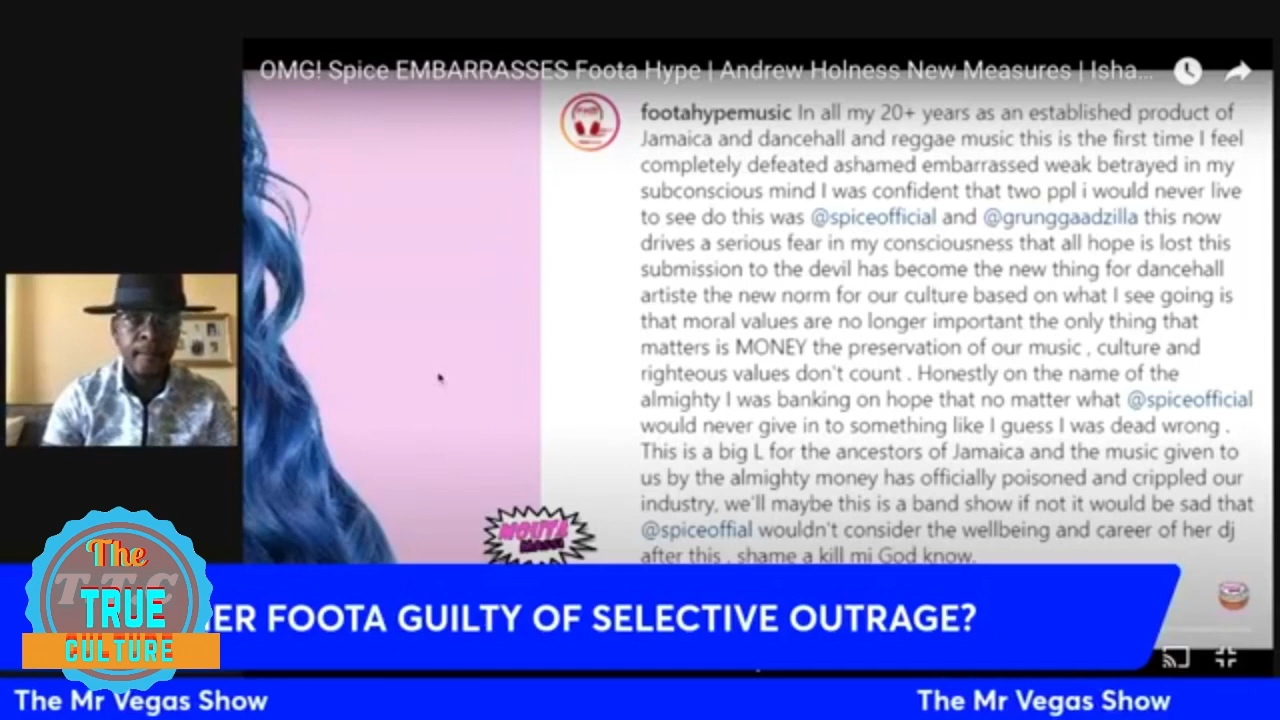 OMG! Spice EMBARRASSES Foota Hype | Andrew Holness New Measures | Isha...
footahypemusic In all my 20+ years as an established product of
Jamaica and dancehall and reggae music this is the first time I feel
completely defeated ashamed embarrassed weak betrayed in my
subconscious mind I was confident that two ppl i would never live
to see do this was @spiceofficial and @grunggaadzilla this now
drives a serious fear in my consciousness that all hope is lost this
submission to the devil has become the new thing for dancehall
artiste the new norm for our culture based on what I see going is
that moral values are no longer important the only thing that
matters is MONEY the preservation of our music , culture and
righteous values don't count . Honestly on the name of the
almighty I was banking on hope that no matter what @spiceofficial
would never give in to something like I guess I was dead wrong .
This is a big L for the ancestors of Jamaica and the music given to
us by the almighty money has officially poisoned and crippled our
industry, we'll maybe this is a band show if not it would be sad that
@spiceoffial wouldn't consider the wellbeing and career of her dj
after this , shame a kill mi God know.
MOUTA
MASSY
The
T.T.C
TRUE
CULTURE
ER FOOTA GUILTY OF SELECTIVE OUTRAGE?
The Mr Vegas Show
The Mr Vegas Show